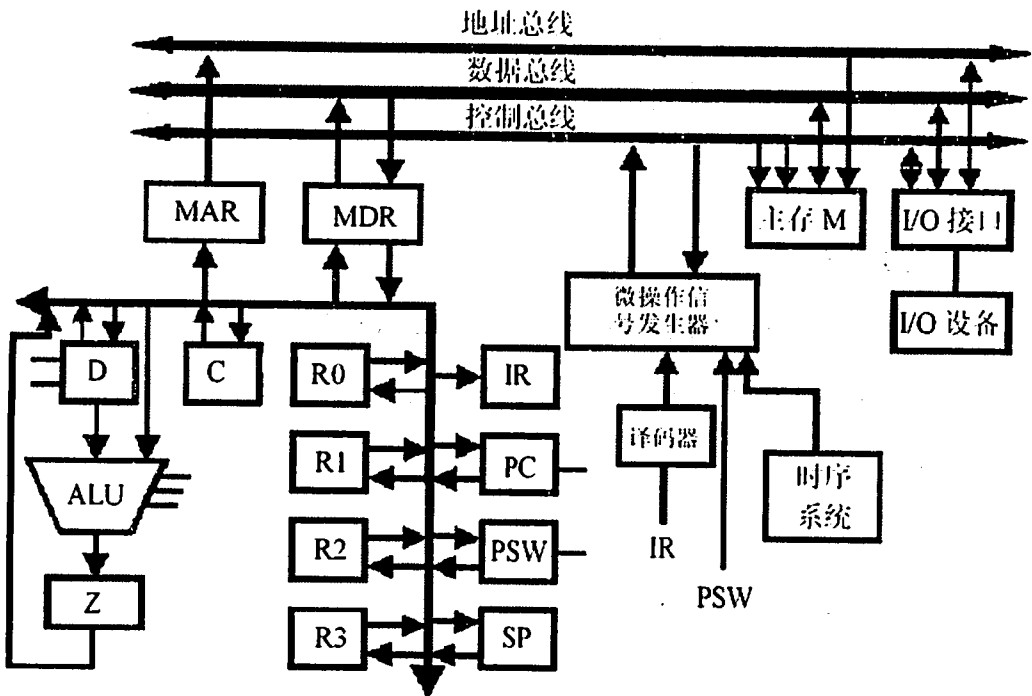 地址总线
数据总线
控制总线
MAR
MDR
主存 M
I/O 接口
微操作信
号发生器
I/O 设备
D
C
R0
IR
译码器
ALU
R1
PC
时序
系统
R2
PSW
IR
Z
PSW
R3
SP